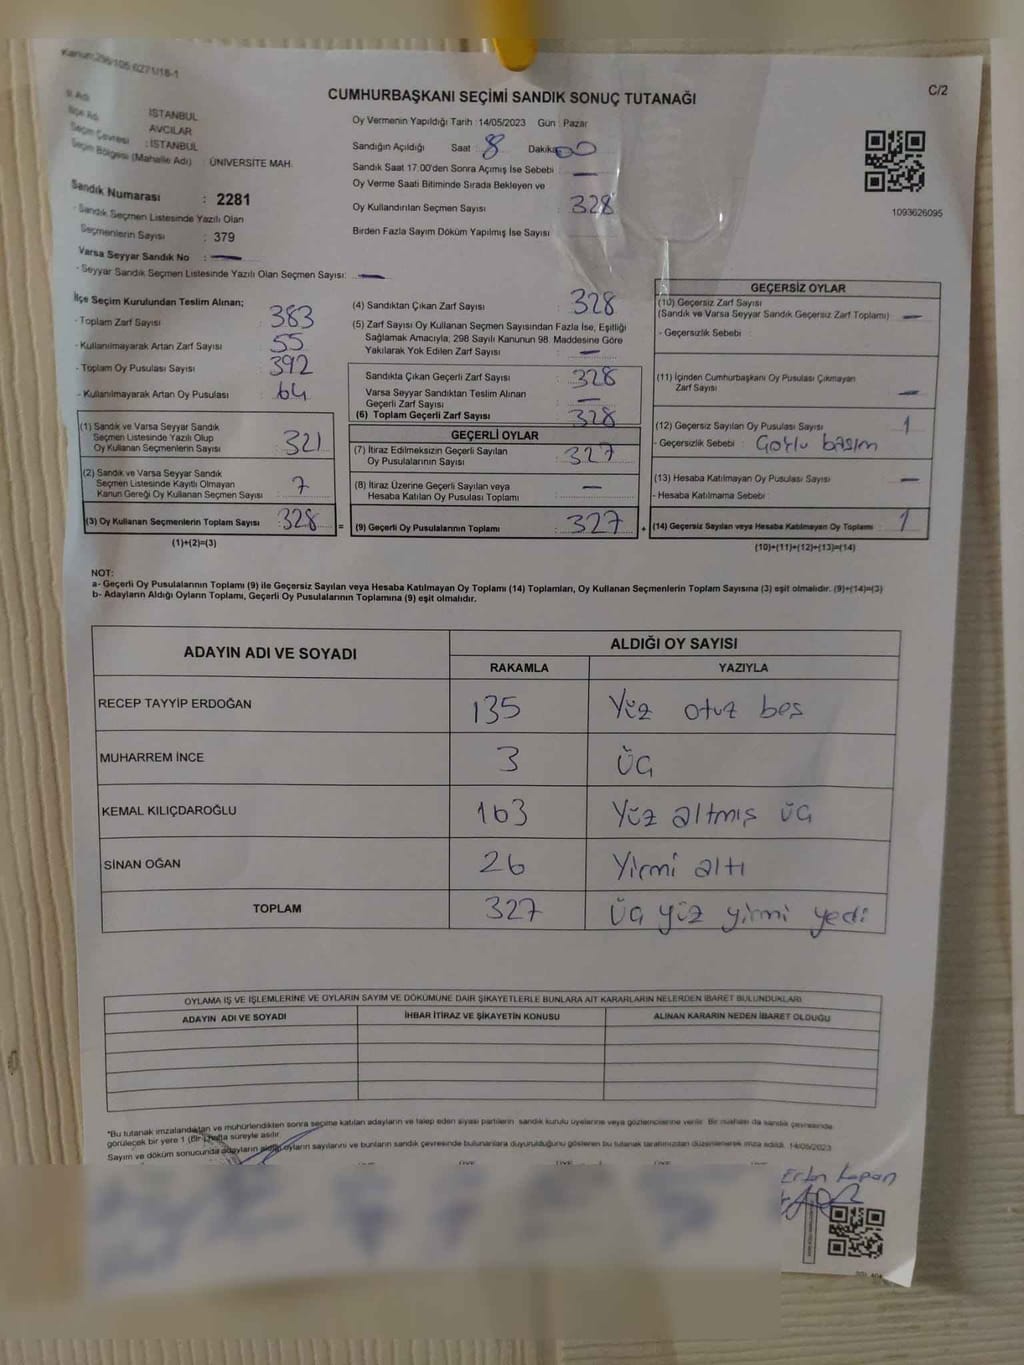 Kanun:298/105 6271/18-1
C/2
CUMHURBAŞKANI SEÇİMİ SANDIK SONUÇ TUTANAĞI
İl Adı
İlçe Adı
Seçim Çevresi
Seçim Bölgesi (Mahalle Adı)
İSTANBUL
AVCILAR
: İSTANBUL
: ÜNİVERSİTE MAH.
Sandık Numarası : 2281
- Sandık Seçmen Listesinde Yazılı Olan
Seçmenlerin Sayısı : 379
Varsa Seyyar Sandık No : —
- Seyyar Sandık Seçmen Listesinde Yazılı Olan Seçmen Sayısı: —
Oy Vermenin Yapıldığı Tarih : 14/05/2023 Gün : Pazar
Sandığın Açıldığı Saat : 8 Dakika 00
Sandık Saat 17:00'den Sonra Açımış İse Sebebi : —
Oy Verme Saati Bitiminde Sırada Bekleyen ve
Oy Kullandırılan Seçmen Sayısı : 328
Birden Fazla Sayım Döküm Yapılmış İse Sayısı
1093626095
İlçe Seçim Kurulundan Teslim Alınan;
- Toplam Zarf Sayısı : 383
- Kullanılmayarak Artan Zarf Sayısı : 55
- Toplam Oy Pusulası Sayısı : 392
- Kullanılmayarak Artan Oy Pusulası : 64
(1) Sandık ve Varsa Seyyar Sandık
Seçmen Listesinde Yazılı Olup
Oy Kullanan Seçmenlerin Sayısı : 321
(2) Sandık ve Varsa Seyyar Sandık
Seçmen Listesinde Kayıtlı Olmayan
Kanun Gereği Oy Kullanan Seçmen Sayısı : 7
(3) Oy Kullanan Seçmenlerin Toplam Sayısı : 328
(1)+(2)=(3)
(4) Sandıktan Çıkan Zarf Sayısı : 328
(5) Zarf Sayısı Oy Kullanan Seçmen Sayısından Fazla İse, Eşitliği
Sağlamak Amacıyla, 298 Sayılı Kanunun 98. Maddesine Göre
Yakılarak Yok Edilen Zarf Sayısı : —
Sandıkta Çıkan Geçerli Zarf Sayısı : 328
Varsa Seyyar Sandıktan Teslim Alınan
Geçerli Zarf Sayısı : —
(6) Toplam Geçerli Zarf Sayısı : 328
GEÇERLİ OYLAR
(7) İtiraz Edilmeksizin Geçerli Sayılan
Oy Pusulalarının Sayısı : 327
(8) İtiraz Üzerine Geçerli Sayılan veya
Hesaba Katılan Oy Pusulası Toplamı : —
= (9) Geçerli Oy Pusulalarının Toplamı : 327
GEÇERSİZ OYLAR
(10) Geçersiz Zarf Sayısı
(Sandık ve Varsa Seyyar Sandık Geçersiz Zarf Toplamı) : —
- Geçersizlik Sebebi :
(11) İçinden Cumhurbaşkanı Oy Pusulası Çıkmayan
Zarf Sayısı : —
(12) Geçersiz Sayılan Oy Pusulası Sayısı : 1
- Geçersizlik Sebebi :
(13) Hesaba Katılmayan Oy Pusulası Sayısı : —
- Hesaba Katılmama Sebebi
+ (14) Geçersiz Sayılan veya Hesaba Katılmayan Oy Toplamı : 1
(10)+(11)+(12)+(13)=(14)
NOT:
a- Geçerli Oy Pusulalarının Toplamı (9) ile Geçersiz Sayılan veya Hesaba Katılmayan Oy Toplamı (14) Toplamları, Oy Kullanan Seçmenlerin Toplam Sayısına (3) eşit olmalıdır. (9)+(14)=(3)
b- Adayların Aldığı Oyların Toplamı, Geçerli Oy Pusulalarının Toplamına (9) eşit olmalıdır.
ADAYIN ADI VE SOYADI
ALDIĞI OY SAYISI
RAKAMLA YAZIYLA
RECEP TAYYİP ERDOĞAN 135 Yüz otuz beş
MUHARREM İNCE 3 Üç
KEMAL KILIÇDAROĞLU 163 Yüz altmış üç
SİNAN OĞAN 26 Yirmi altı
TOPLAM 327 Üç yüz yirmi yedi
OYLAMA İŞ VE İŞLEMLERİNE VE OYLARIN SAYIM VE DÖKÜMÜNE DAİR ŞİKAYETLERLE BUNLARA AİT KARARLARIN NELERDEN İBARET BULUNDUKLARI
ADAYIN ADI VE SOYADI İHBAR İTİRAZ VE ŞİKAYETİN KONUSU ALINAN KARARIN NEDEN İBARET OLDUĞU
*Bu tutanak imzalandıktan ve mühürlendikten sonra seçime katılan adayların ve talep eden siyasi partilerin sandık kurulu üyelerine veya gözlemcilerine verilir. Bir nüshası da sandık çevresinde
görülecek bir yere 1 (Bir) hafta süreyle asılır.
Sayım ve döküm sonucunda adayların aldığı oyların sayılarını ve bunların sandık çevresinde bulunanlara duyurulduğunu gösteren bu tutanak tarafımızdan düzenlenerek imza edildi. 14/05/2023